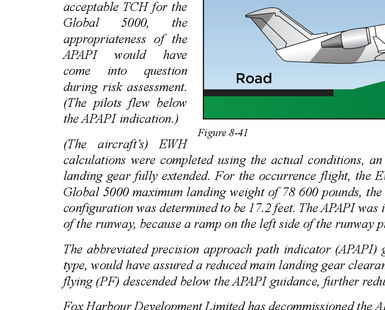 acceptable TCH for the
Global 5000, the
appropriateness of the
APAPI would have
come into question
during risk assessment.
(The pilots flew below
the APAPI indication.)
Road
Figure 8-41
(The aircraft's) EWH
calculations were completed using the actual conditions, an
landing gear fully extended. For the occurrence flight, the
Global 5000 maximum landing weight of 78 600 pounds, the
configuration was determined to be 17.2 feet. The APAPI was
of the runway, because a ramp on the left side of the runway
The abbreviated precision approach path indicator (APAPI)
type, would have assured a reduced main landing gear
flying (PF) descended below the APAPI guidance, further
Fox Harbour Development Limited has decommissioned the